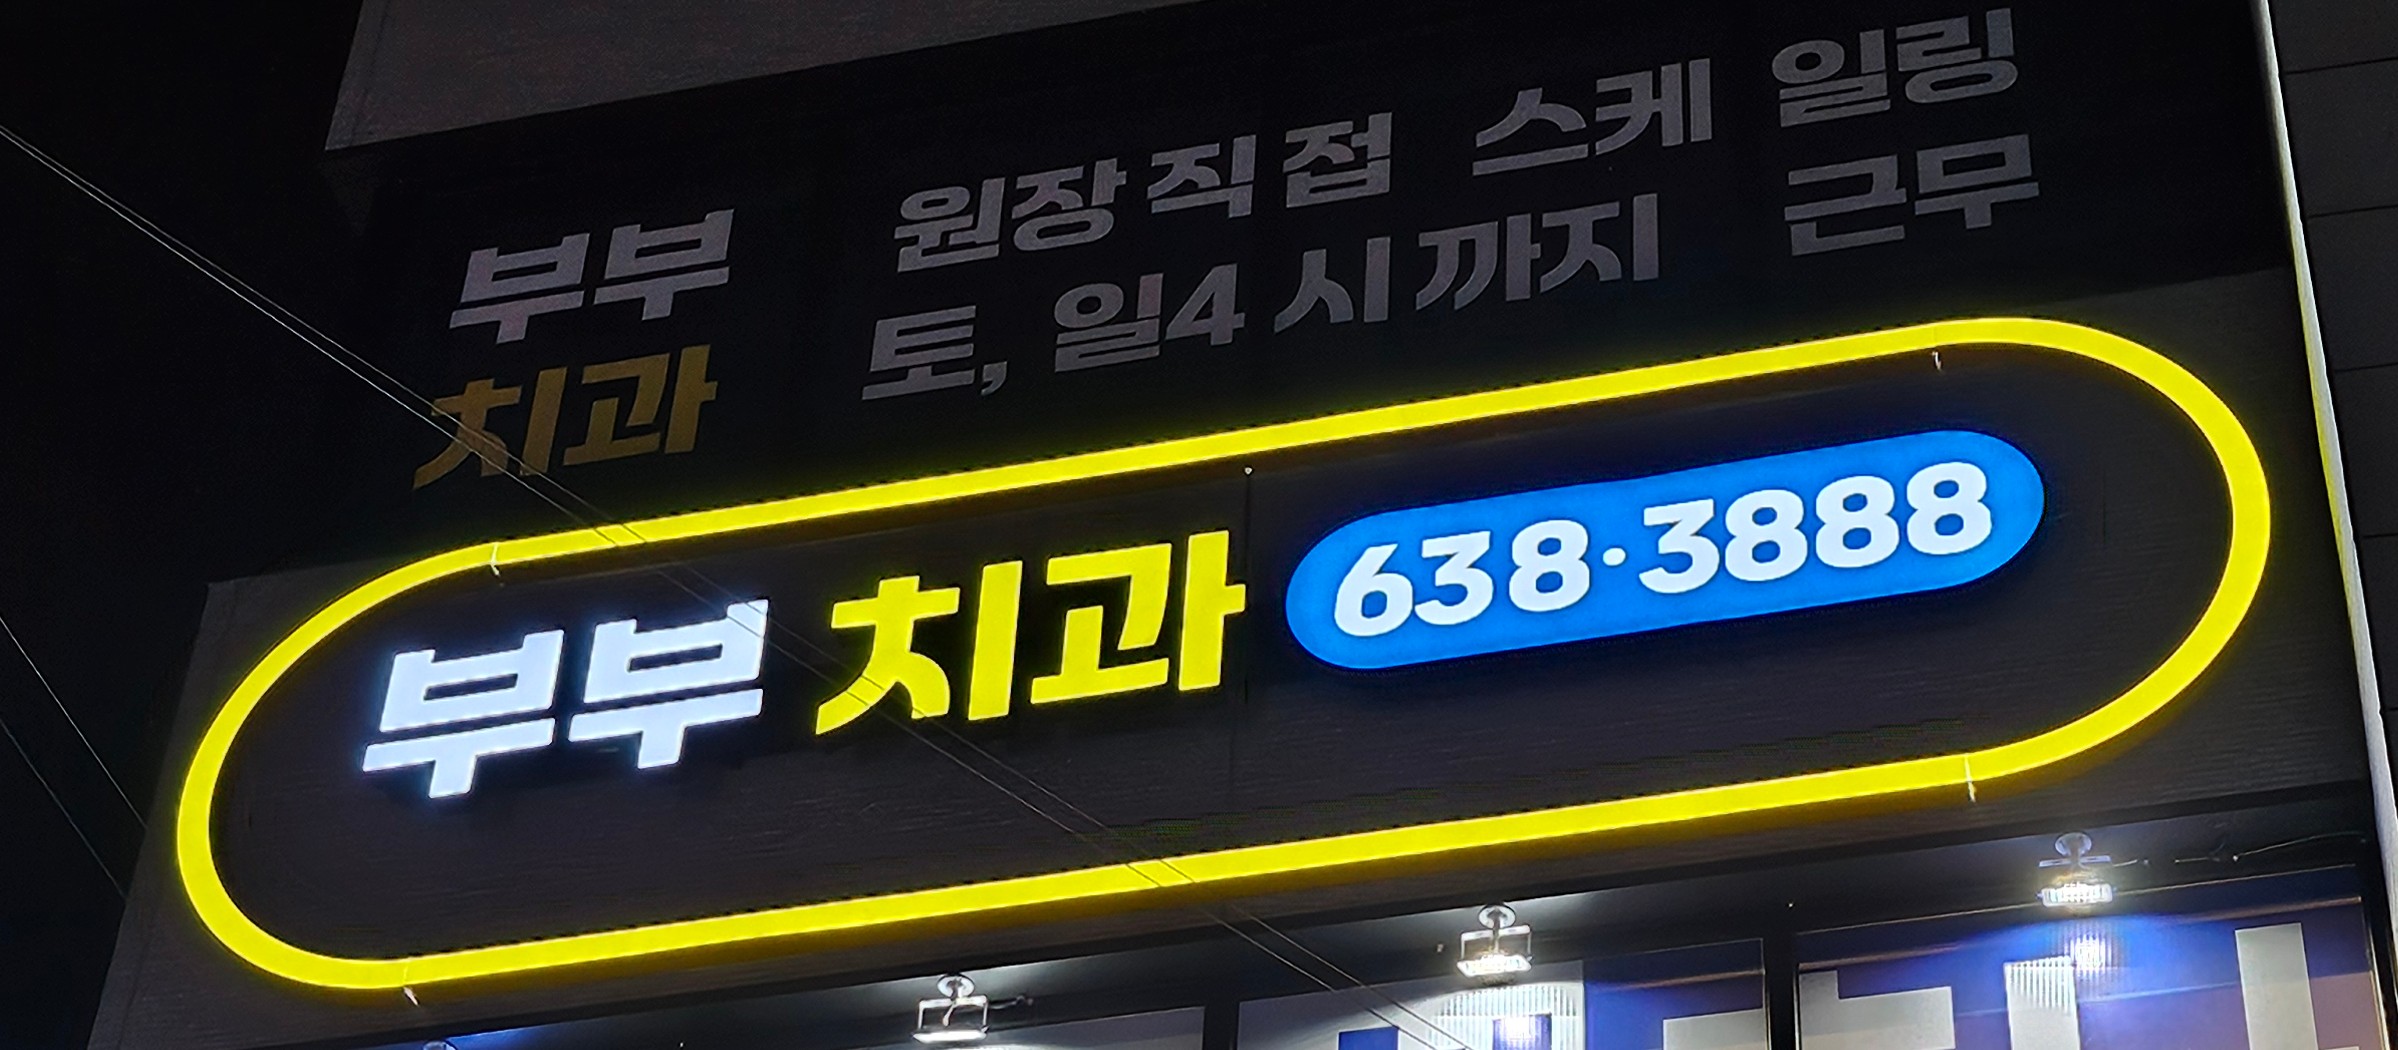 부부 치과
원장직접 스케일링
토, 일4시까지 근무
부부 치과 638·3888